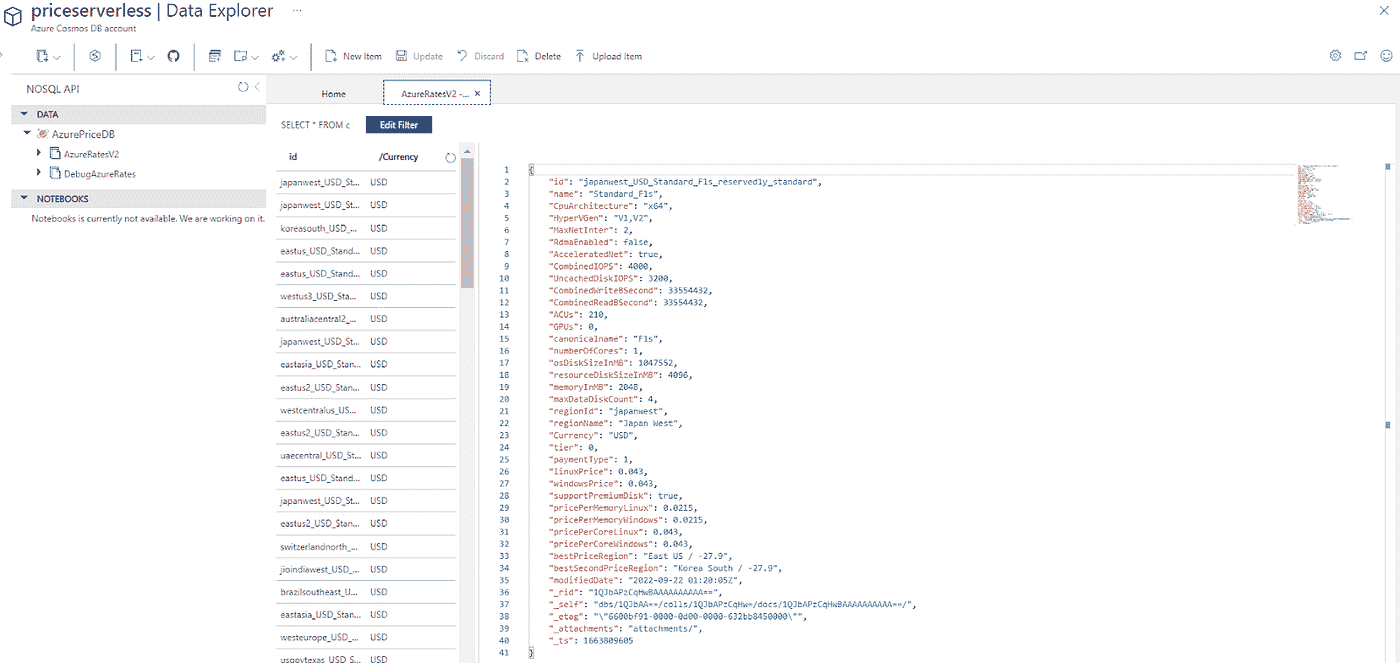 priceserverless | Data Explorer ...
Azure Cosmos DB account
New Item Update Discard Delete Upload Item
NOSQL API
DATA
AzurePriceDB
AzureRatesV2
DebugAzureRates
NOTEBOOKS
Notebooks is currently not available. We are working on it.
Home AzureRatesV2 -...
SELECT * FROM c Edit Filter
id /Currency
japanwest_USD_St... USD
japanwest_USD_St... USD
koreasouth_USD_... USD
eastus_USD_Stand... USD
eastus_USD_Stand... USD
westus3_USD_Sta... USD
australiacentral2_... USD
japanwest_USD_St... USD
eastasia_USD_Stan... USD
eastus2_USD_Stan... USD
westcentralus_US... USD
eastus2_USD_Stan... USD
uaecentral_USD_St... USD
eastus_USD_Stand... USD
japanwest_USD_St... USD
eastus2_USD_Stan... USD
switzerlandnorth_... USD
jioindiawest_USD_... USD
brazilsoutheast_U... USD
eastasia_USD_Stan... USD
westeurope_USD_... USD
usgovtexas_USD_S... USD
1 {
2 "id": "japanwest_USD_Standard_F1s_reservedly_standard",
3 "name": "Standard_F1s",
4 "CpuArchitecture": "x64",
5 "HyperVGen": "V1,V2",
6 "MaxNetInter": 2,
7 "RdmaEnabled": false,
8 "AcceleratedNet": true,
9 "CombinedIOPS": 4000,
10 "UncachedDiskIOPS": 3200,
11 "CombinedWriteBSecond": 33554432,
12 "CombinedReadBSecond": 33554432,
13 "ACUs": 210,
14 "GPUs": 0,
15 "canonicalname": "F1s",
16 "numberOfCores": 1,
17 "osDiskSizeInMB": 1047552,
18 "resourceDiskSizeInMB": 4096,
19 "memoryInMB": 2048,
20 "maxDataDiskCount": 4,
21 "regionId": "japanwest",
22 "regionName": "Japan West",
23 "Currency": "USD",
24 "tier": 0,
25 "paymentType": 1,
26 "linuxPrice": 0.043,
27 "windowsPrice": 0.043,
28 "supportPremiumDisk": true,
29 "pricePerMemoryLinux": 0.0215,
30 "pricePerMemoryWindows": 0.0215,
31 "pricePerCoreLinux": 0.043,
32 "pricePerCoreWindows": 0.043,
33 "bestPriceRegion": "East US / -27.9",
34 "bestSecondPriceRegion": "Korea South / -27.9",
35 "modifiedDate": "2022-09-22 01:20:05Z",
36 "_rid": "1QJbAPzCqHwBAAAAAAAAAA==",
37 "_self": "dbs/1QJbAA==/colls/1QJbAPzCqHw=/docs/1QJbAPzCqHwBAAAAAAAAAA==/",
38 "_etag": "\"6600bf91-0000-0d00-0000-632bb8450000\"",
39 "_attachments": "attachments/",
40 "_ts": 1663809605
41 }